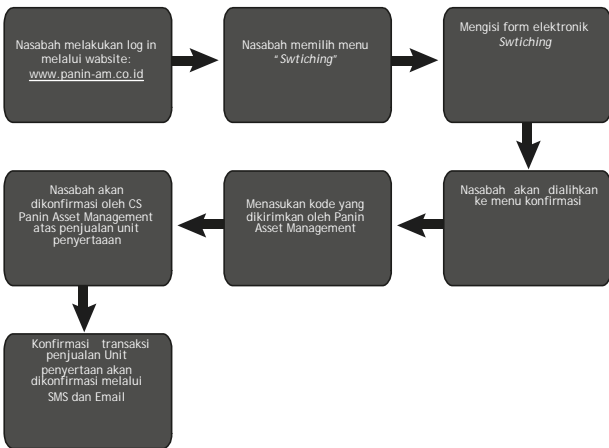 Nasabah melakukan log in
melalui wabsite:
www.panin-am.co.id
Nasabah memilih menu
"Swtiching"
Mengisi form elektronik
Swtiching
Nasabah akan dialihkan
ke menu konfirmasi
Menasukan kode yang
dikirimkan oleh Panin
Asset Management
Nasabah akan
dikonfirmasi oleh CS
Panin Asset Management
atas penjualan unit
penyertaaan
Konfirmasi transaksi
penjualan Unit
penyertaan akan
dikonfirmasi melalui
SMS dan Email